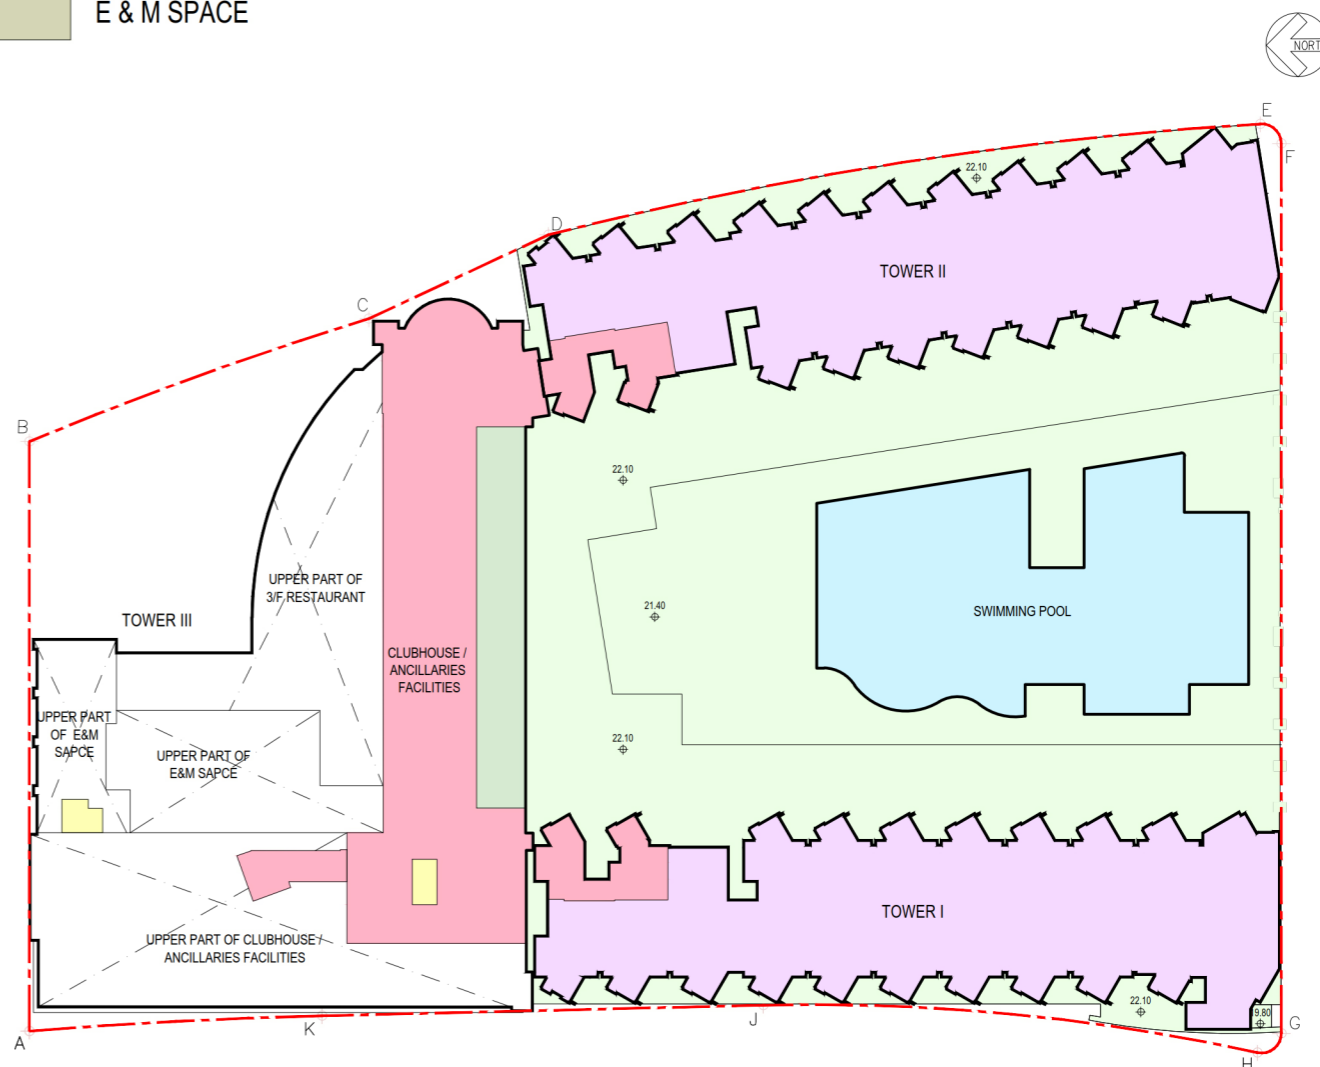 E & M SPACE
NORT
E
F
22.10
D
TOWER II
C
B
22.10
UPPER PART OF
3/F RESTAURANT
21.40
SWIMMING POOL
TOWER III
CLUBHOUSE /
ANCILLARIES
FACILITIES
UPPER PART
OF E&M
SAPCE
UPPER PART OF
E&M SAPCE
22.10
TOWER I
UPPER PART OF CLUBHOUSE /
ANCILLARIES FACILITIES
22.10
9.80
J
K
G
A
H